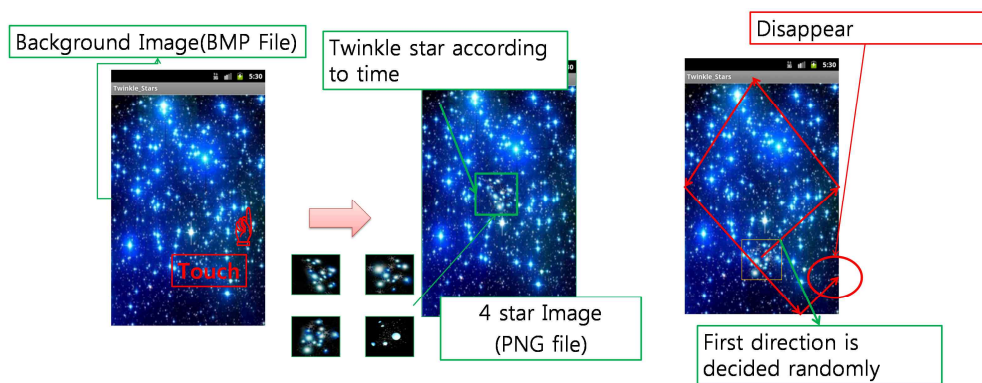 Background Image(BMP File)
5:30
Twinkle_Stars
Touch
Twinkle star according
to time
4 star Image
(PNG file)
Disappear
5:30
Twinkle_Stars
First direction is
decided randomly